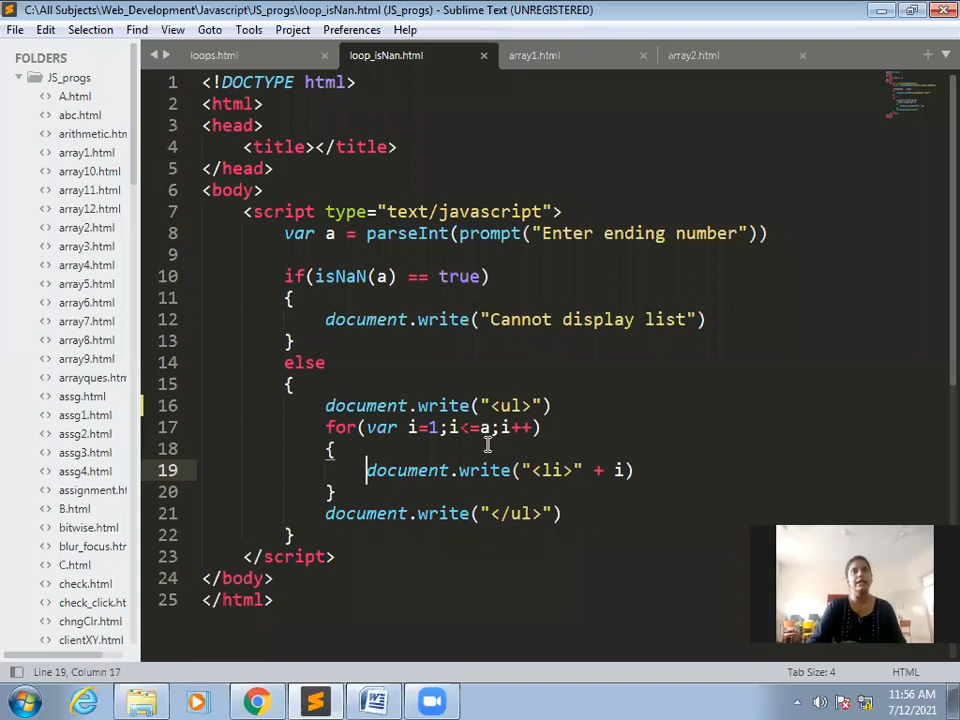 C:\All Subjects\Web_Development\Javascript\JS_progs\loop_isNan.html (JS_progs) - Sublime Text (UNREGISTERED)
File Edit Selection Find View Goto Tools Project Preferences Help
FOLDERS
JS_progs
A.html
abc.html
arithmetic.htn
array1.html
array10.html
array11.html
array12.html
array2.html
array3.html
array4.html
array5.html
array6.html
array7.html
array8.html
array9.html
arrayques.htm
assg.html
assg1.html
assg2.html
assg3.html
assg4.html
assignment.ht
B.html
bitwise.html
blur_focus.htr
C.html
check.html
check_click.ht
chngClr.html
clientXY.html
loops.html loop_isNan.html array1.html array2.html
1 <!DOCTYPE html>
2 <html>
3 <head>
4 <title></title>
5 </head>
6 <body>
7 <script type="text/javascript">
8 var a = parseInt(prompt("Enter ending number"))
9
10 if(isNaN(a) == true)
11 {
12 document.write("Cannot display list")
13 }
14 else
15 {
16 document.write("<ul>")
17 for(var i=1;i<=a;i++)
18 {
19 document.write("<li>" + i)
20 }
21 document.write("</ul>")
22 }
23 </script>
24 </body>
25 </html>
Line 19, Column 17 Tab Size: 4 HTML
11:56 AM
7/12/2021